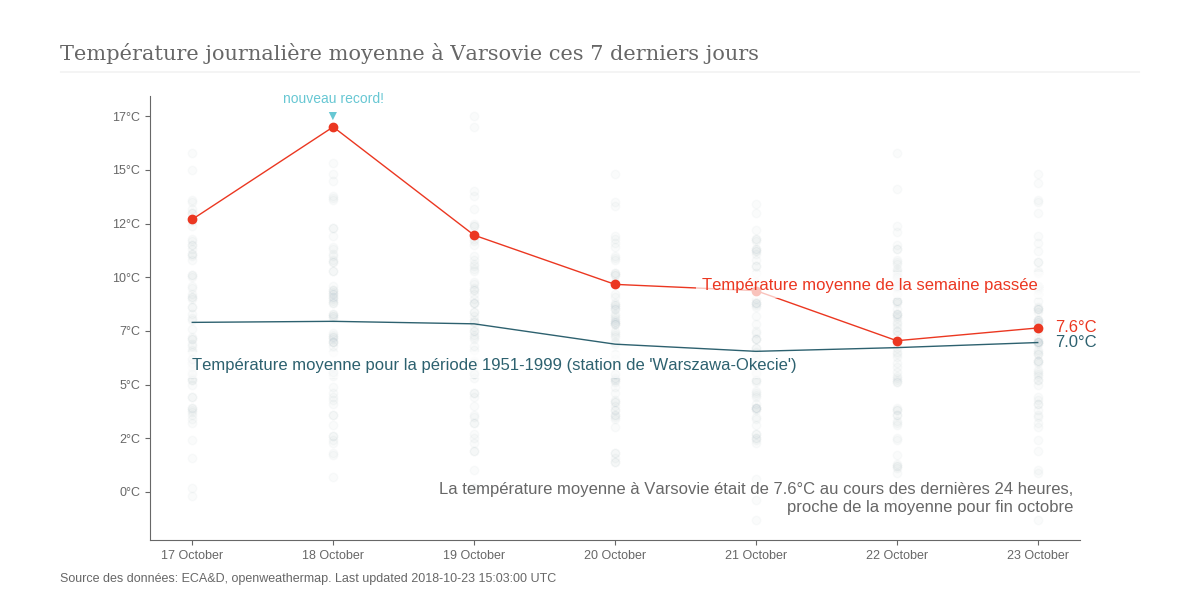 Température journalière moyenne à Varsovie ces 7 derniers jours
nouveau record!
17°C
15°C
12°C
10°C
7°C
5°C
2°C
0°C
Température moyenne de la semaine passée
7.6°C
7.0°C
Température moyenne pour la période 1951-1999 (station de 'Warszawa-Okecie')
La température moyenne à Varsovie était de 7.6°C au cours des dernières 24 heures,
proche de la moyenne pour fin octobre
17 October 18 October 19 October 20 October 21 October 22 October 23 October
Source des données: ECA&D, openweathermap. Last updated 2018-10-23 15:03:00 UTC